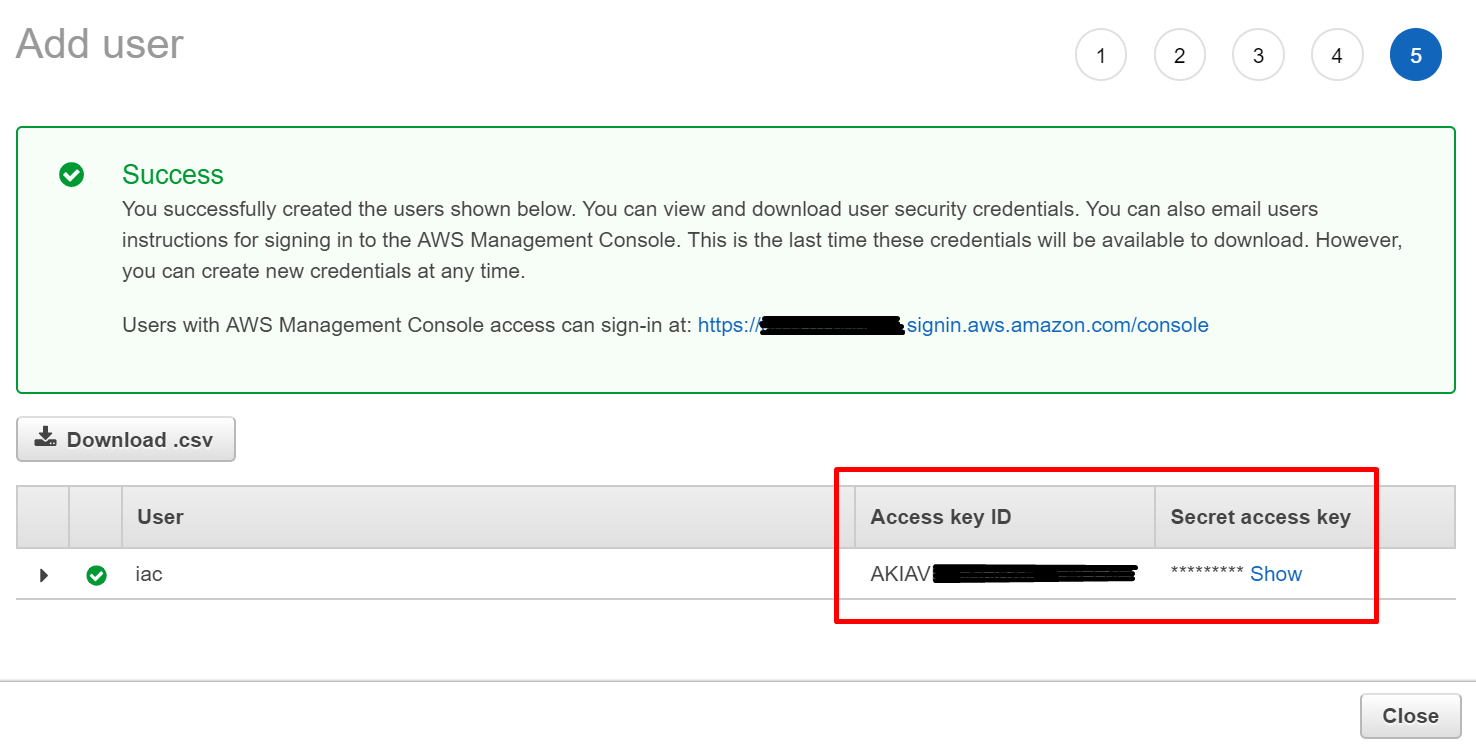 Add user
1 2 3 4 5
Success
You successfully created the users shown below. You can view and download user security credentials. You can also email users
instructions for signing in to the AWS Management Console. This is the last time these credentials will be available to download. However,
you can create new credentials at any time.
Users with AWS Management Console access can sign-in at: https:// signin.aws.amazon.com/console
Download .csv
User Access key ID Secret access key
iac AKIAV ********* Show
Close